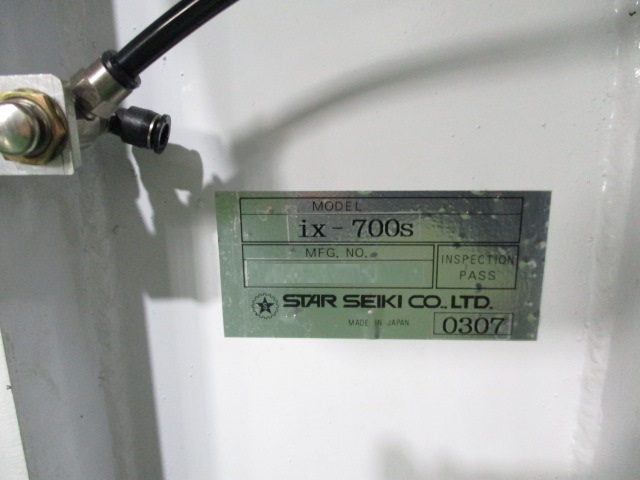 MODEL
ix-700s
MFG. NO.
INSPECTION
PASS
STAR SEIKI CO., LTD.
MADE IN JAPAN
0307